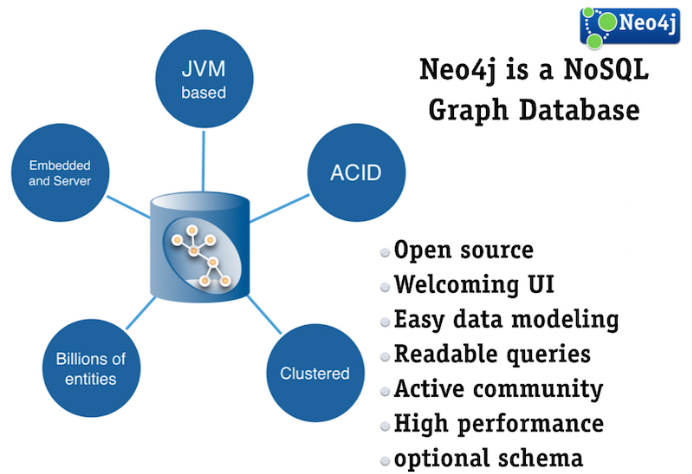 Neo4j
Neo4j is a NoSQL
Graph Database
JVM
based
Embedded
and Server
ACID
Billions of
entities
Clustered
Open source
Welcoming UI
Easy data modeling
Readable queries
Active community
High performance
optional schema